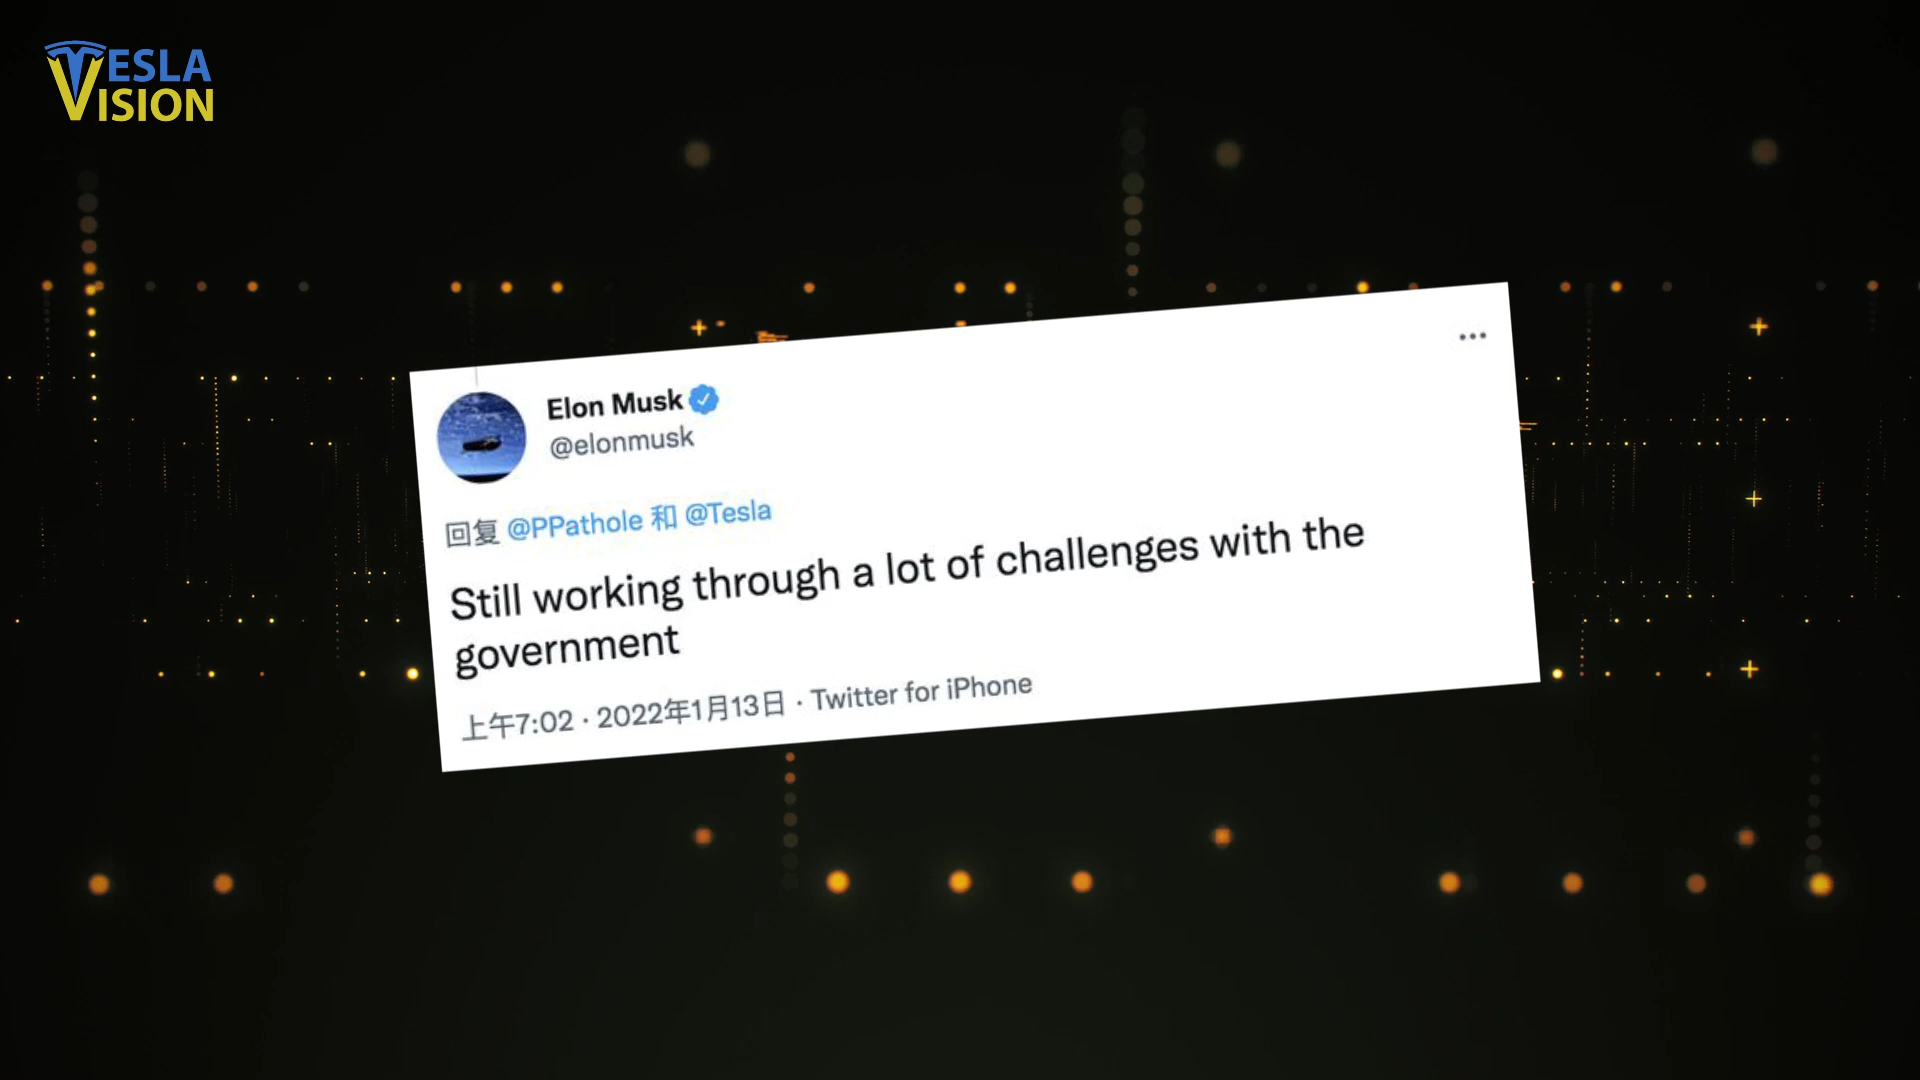 TESLA
VISION
Elon Musk
@elonmusk
回复 @PPathole 和 @Tesla
Still working through a lot of challenges with the
government
上午7:02 · 2022年1月13日 · Twitter for iPhone